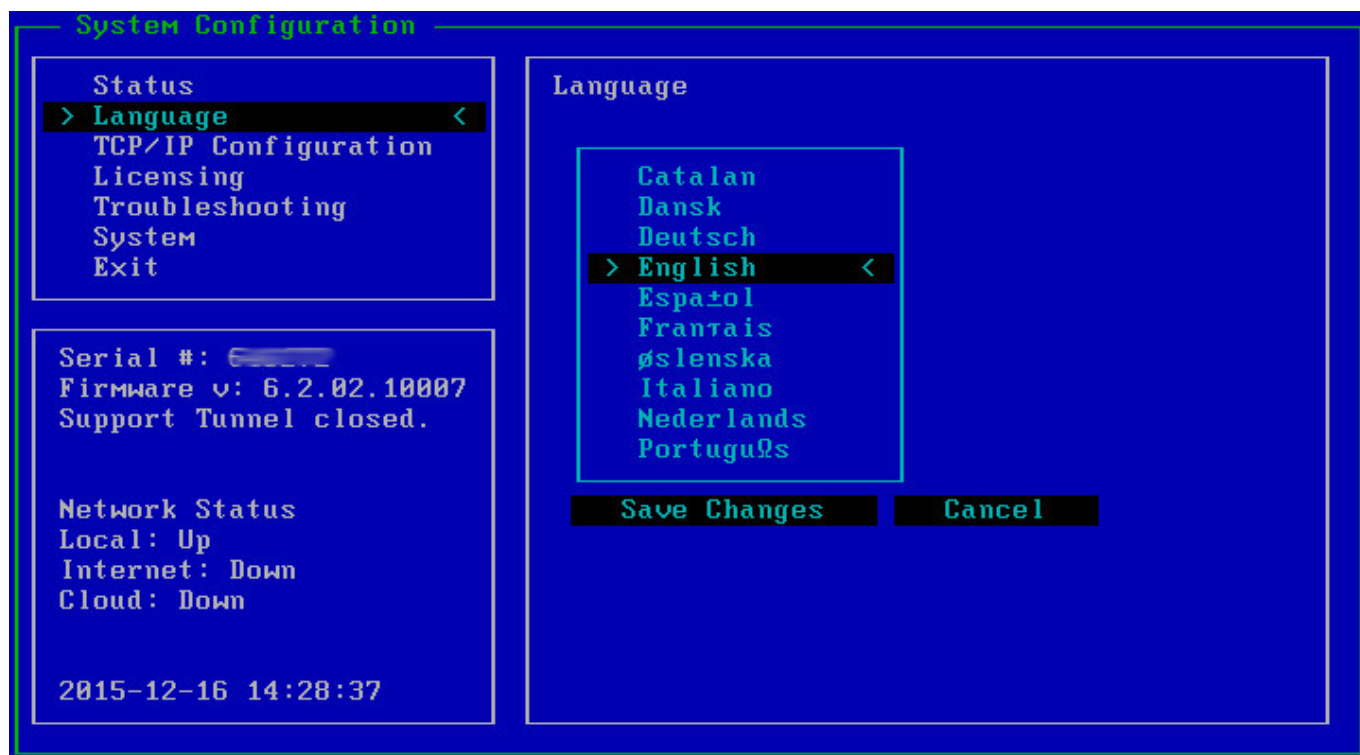 System Configuration
Status
> Language <
TCP/IP Configuration
Licensing
Troubleshooting
System
Exit
Serial #:
Firmware v: 6.2.02.10007
Support Tunnel closed.
Network Status
Local: Up
Internet: Down
Cloud: Down
2015-12-16 14:28:37
Language
Catalan
Dansk
Deutsch
> English <
Espa±ol
Franτais
øslenska
Italiano
Nederlands
PortuguΩs
Save Changes Cancel